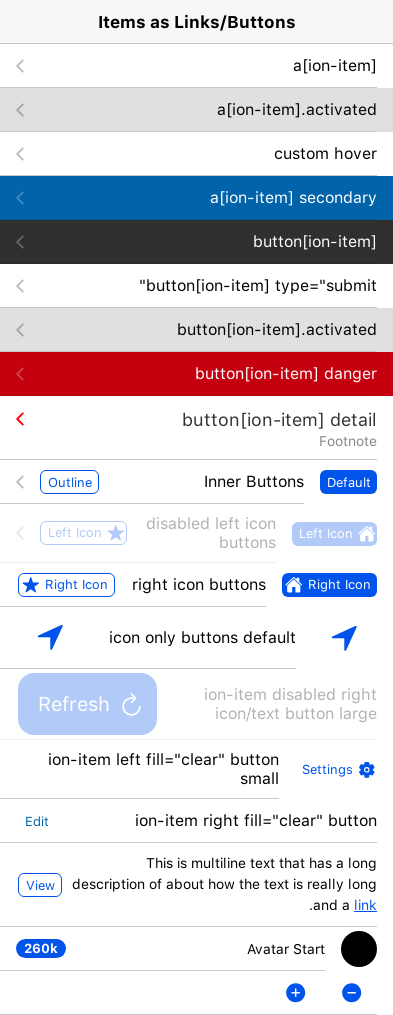 Items as Links/Buttons
a[ion-item]
a[ion-item].activated
custom hover
a[ion-item] secondary
button[ion-item]
"button[ion-item] type="submit
button[ion-item].activated
button[ion-item] danger
button[ion-item] detail
Footnote
Outline Inner Buttons Default
Left Icon disabled left icon buttons Left Icon
Right Icon right icon buttons Right Icon
icon only buttons default
Refresh ion-item disabled right
icon/text button large
ion-item left fill="clear" button
small
Settings
Edit ion-item right fill="clear" button
This is multiline text that has a long
View description of about how the text is really long
.and a link
260k Avatar Start